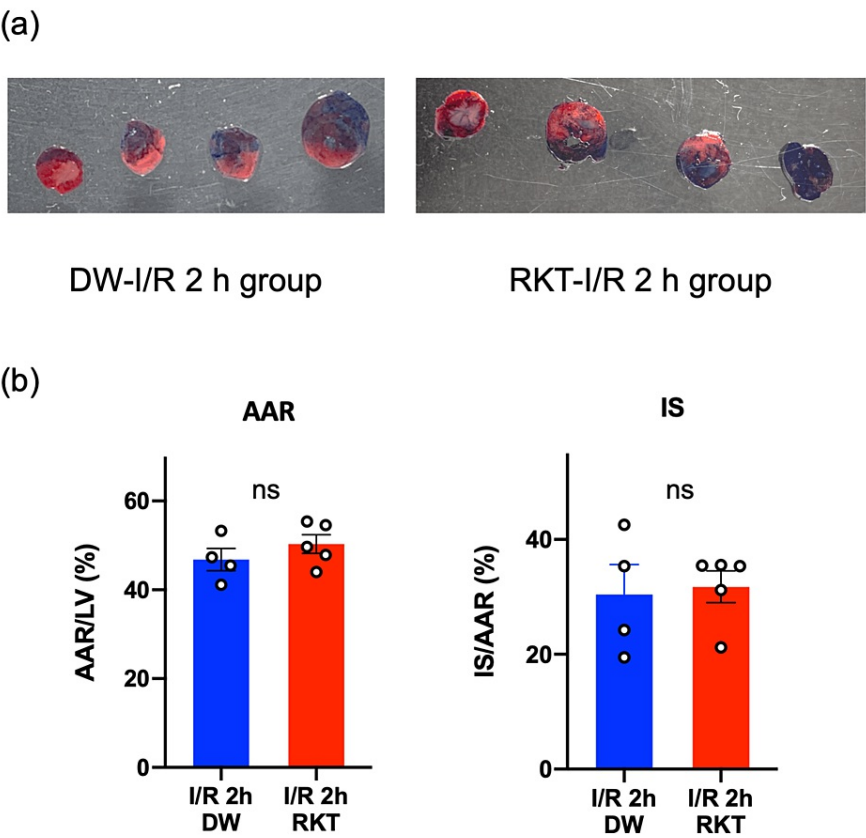 (a)
DW-I/R 2 h group
RKT-I/R 2 h group
(b)
AAR
ns
AAR/LV (%)
60
40
20
0
I/R 2h
DW
I/R 2h
RKT
IS
ns
IS/AAR (%)
40
20
0
I/R 2h
DW
I/R 2h
RKT